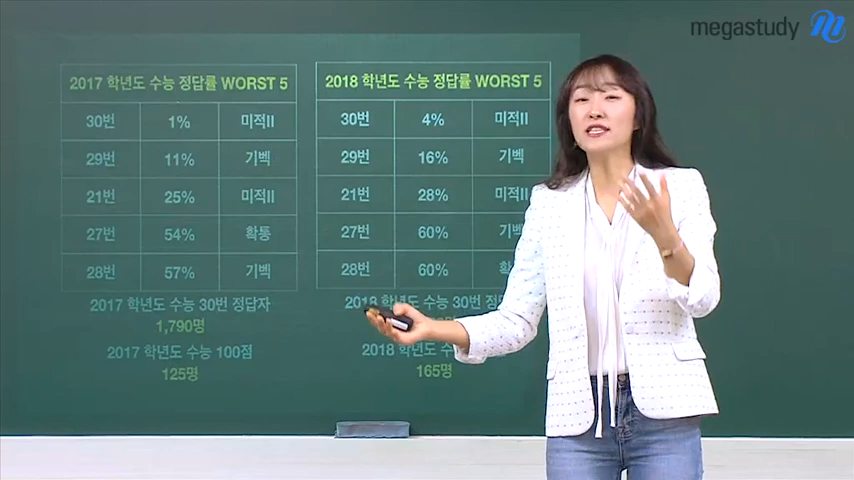 megastudy
2017 학년도 수능 정답률 WORST 5
30번 1% 미적II
29번 11% 기벡
21번 25% 미적II
27번 54% 확통
28번 57% 기벡
2017 학년도 수능 30번 정답자
1,790명
2017 학년도 수능 100점
125명
2018 학년도 수능 정답률 WORST 5
30번 4% 미적II
29번 16% 기벡
21번 28% 미적II
27번 60%
28번 60%
2018 학년도 수능 30번
2018 학년도 수능
165명